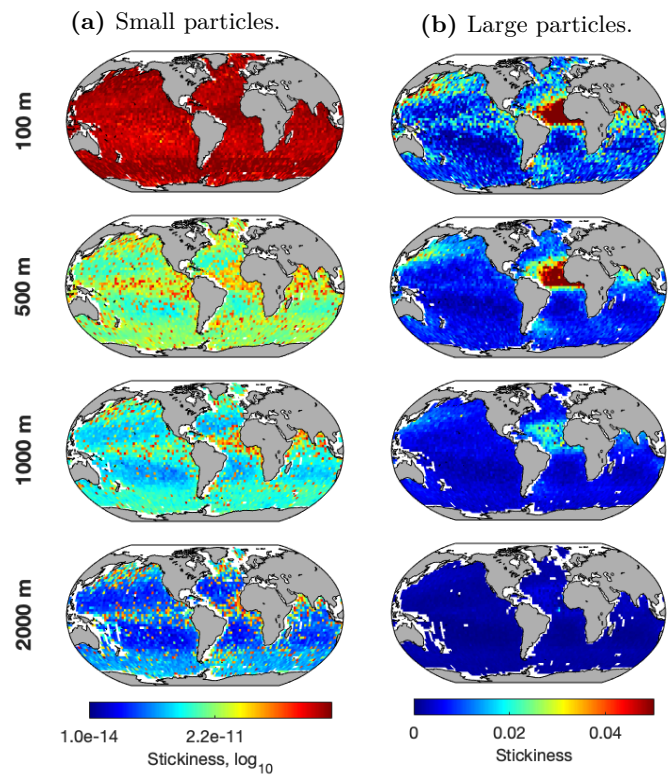 (a) Small particles.
(b) Large particles.
100 m
500 m
1000 m
2000 m
1.0e-14 2.2e-11
Stickiness, log10
0 0.02 0.04
Stickiness